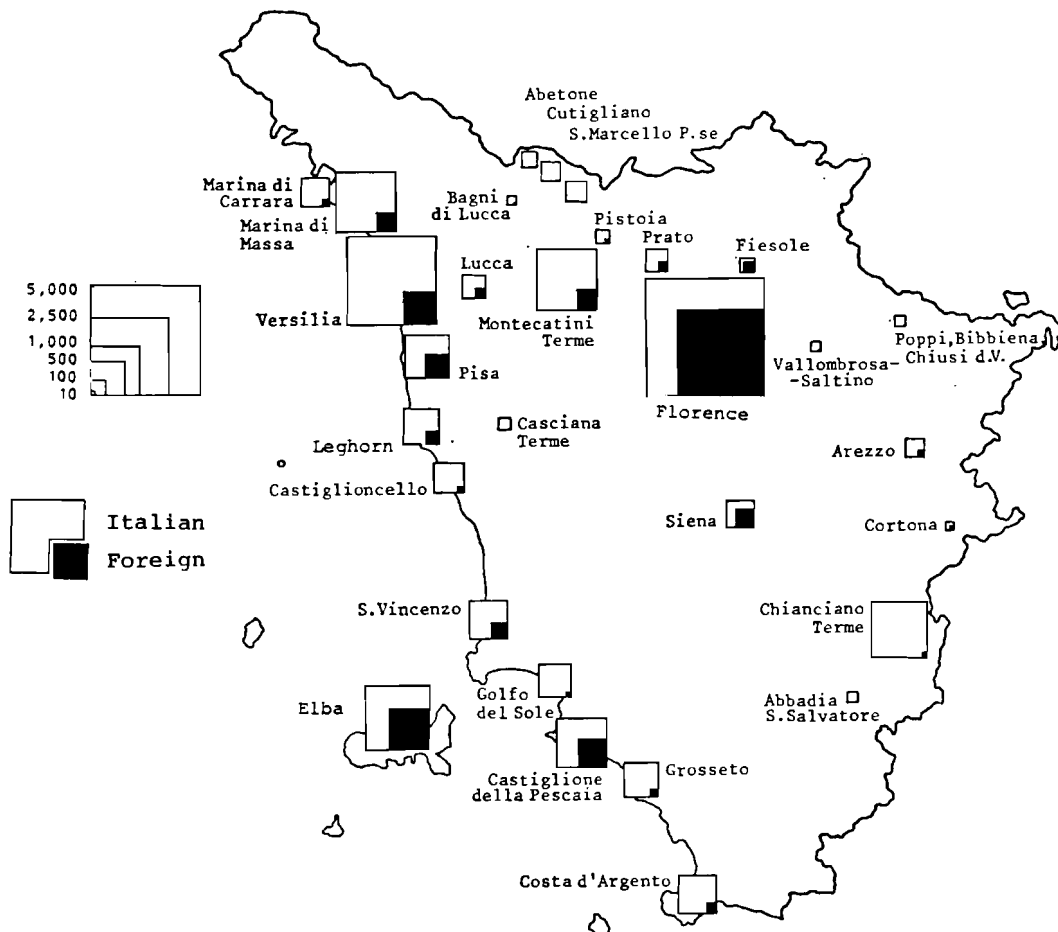 Abetone
Cutigliano
S.Marcello P.se
Marina di
Carrara
Marina di
Massa
Bagni
di Lucca
Pistoia
Prato
Fiesole
Lucca
Versilia
Montecatini
Terme
5,000
2,500
1,000
500
100
10
Pisa
Florence
Vallombrosa-
-Saltino
Poppi,Bibbiena
Chiusi d.V.
Leghorn
Casciana
Terme
Arezzo
Castiglioncello
Italian
Foreign
Siena
Cortona
S.Vincenzo
Chianciano
Terme
Elba
Golfo
del Sole
Abbadia
S.Salvatore
Castiglione
della Pescaia
Grosseto
Costa d'Argento